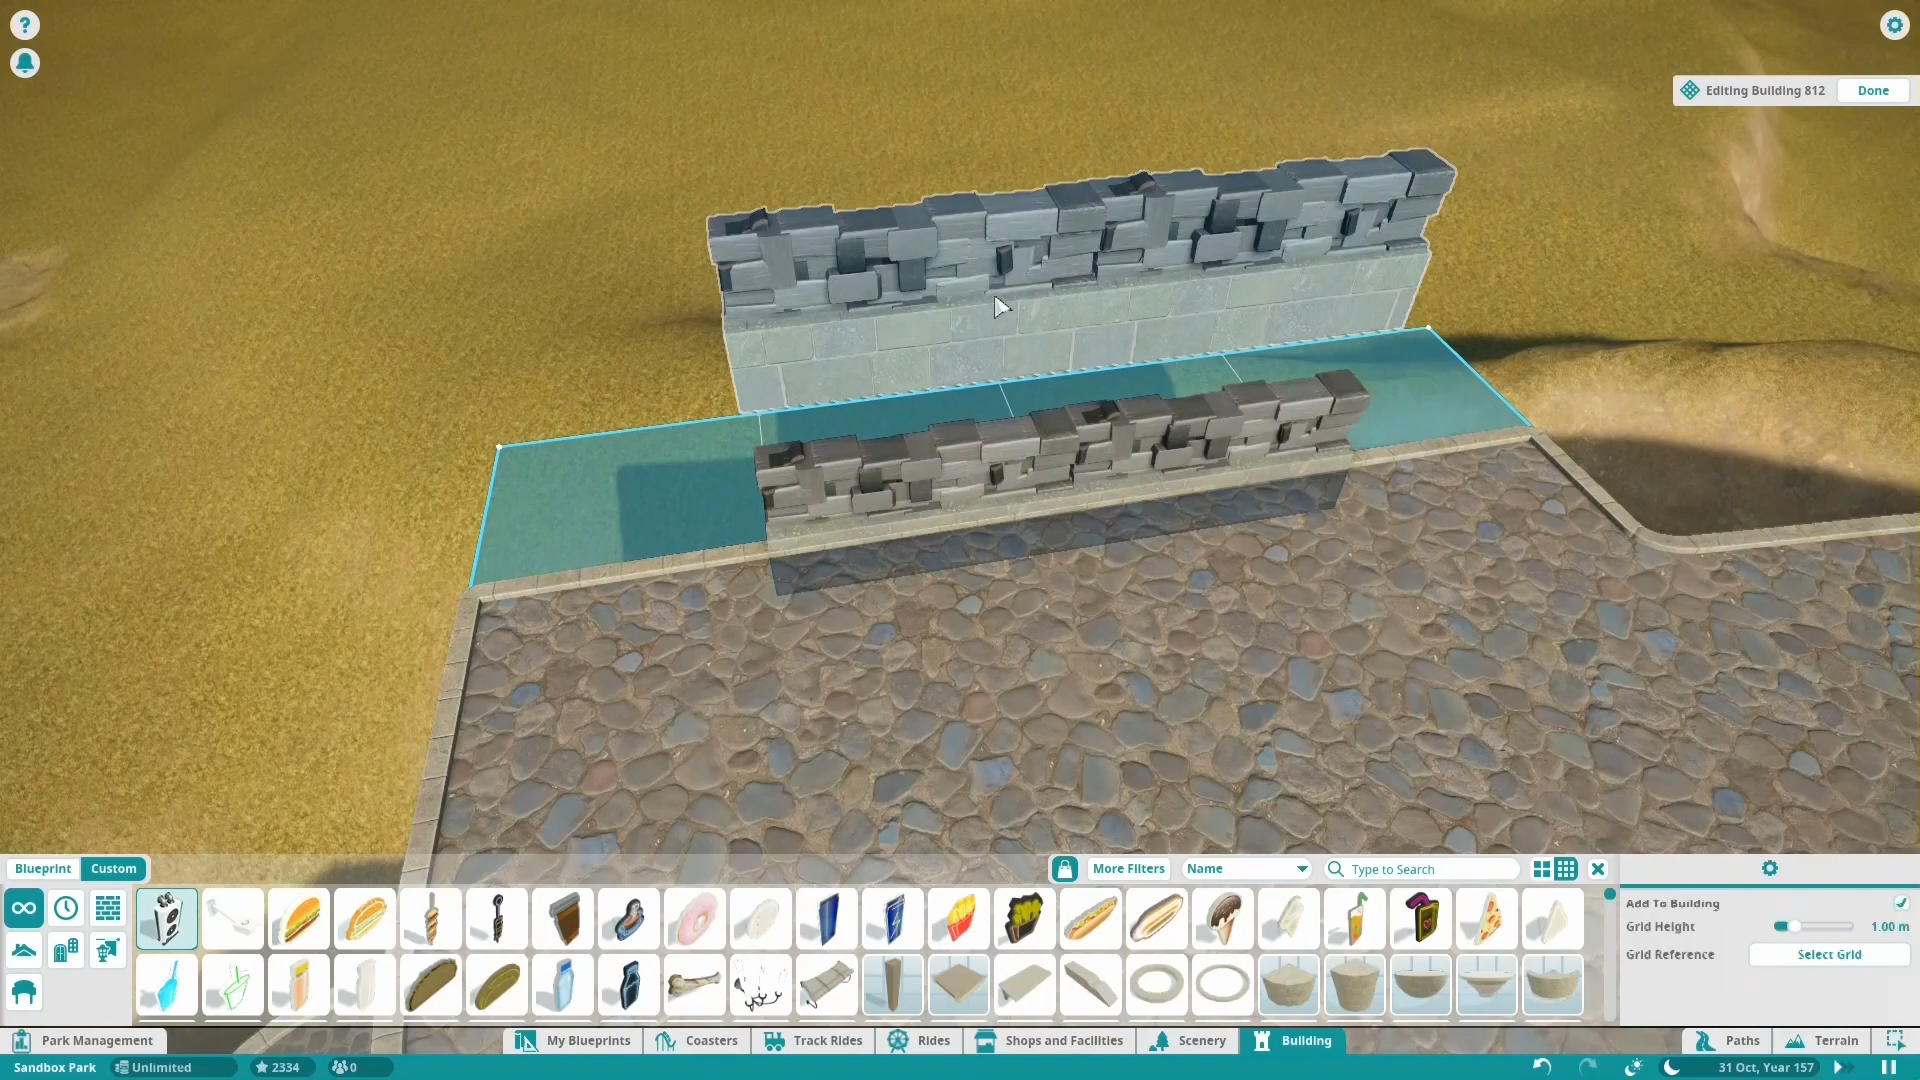 ?
Editing Building 812 Done
Blueprint Custom
More Filters Name Type to Search
Add To Building
Grid Height 1.00 m
Grid Reference Select Grid
Park Management My Blueprints Coasters Track Rides Rides Shops and Facilities Scenery Building Paths Terrain
Sandbox Park Unlimited 2334 0 31 Oct, Year 157